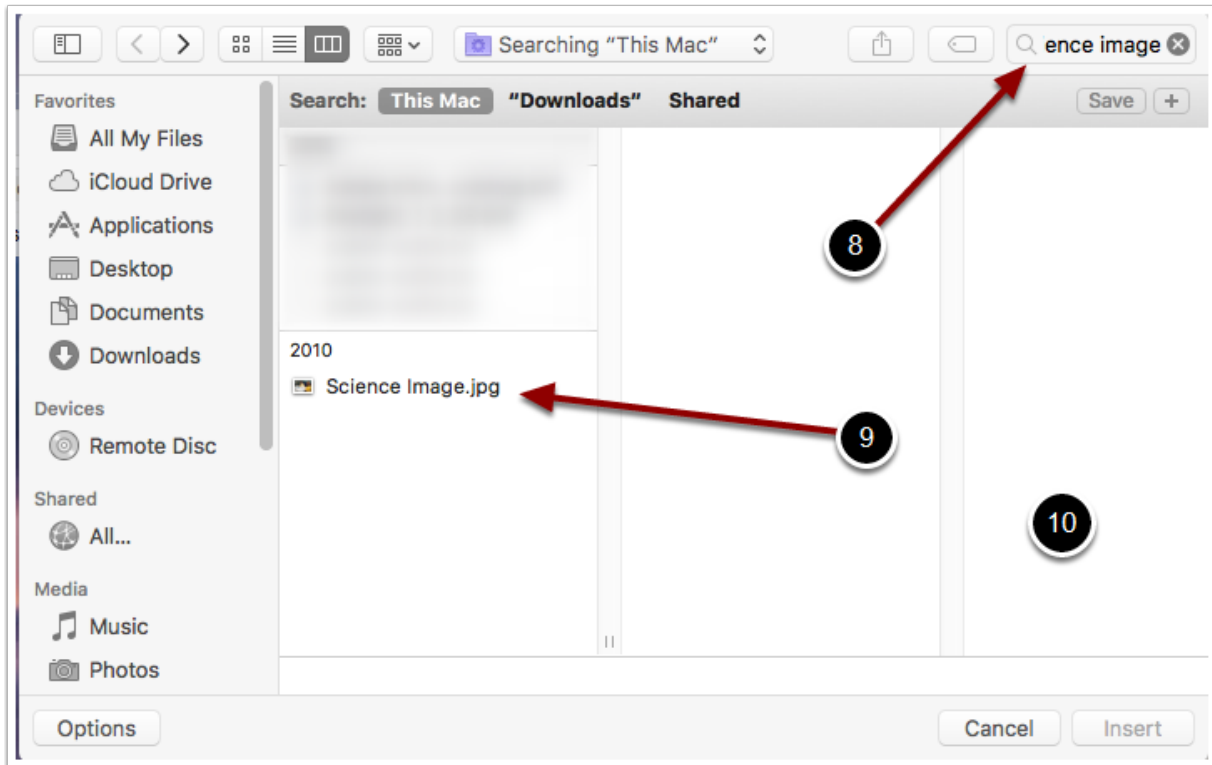 Searching “This Mac”
ence image
Favorites
All My Files
iCloud Drive
Applications
Desktop
Documents
Downloads
Devices
Remote Disc
Shared
All...
Media
Music
Photos
Search: This Mac “Downloads” Shared Save +
2010
Science Image.jpg
8
9
10
Options Cancel Insert